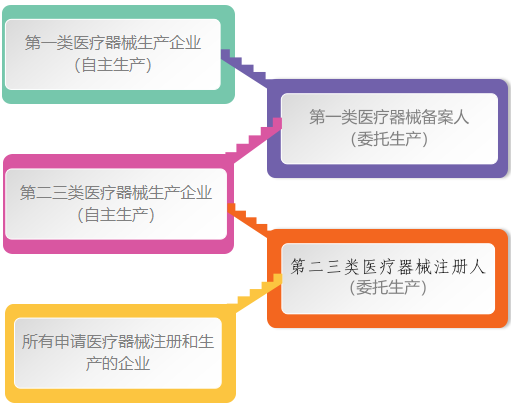 第一类医疗器械生产企业
（自主生产）
第一类医疗器械备案人
（委托生产）
第二三类医疗器械生产企业
（自主生产）
第二三类医疗器械注册人
（委托生产）
所有申请医疗器械注册和生
产的企业